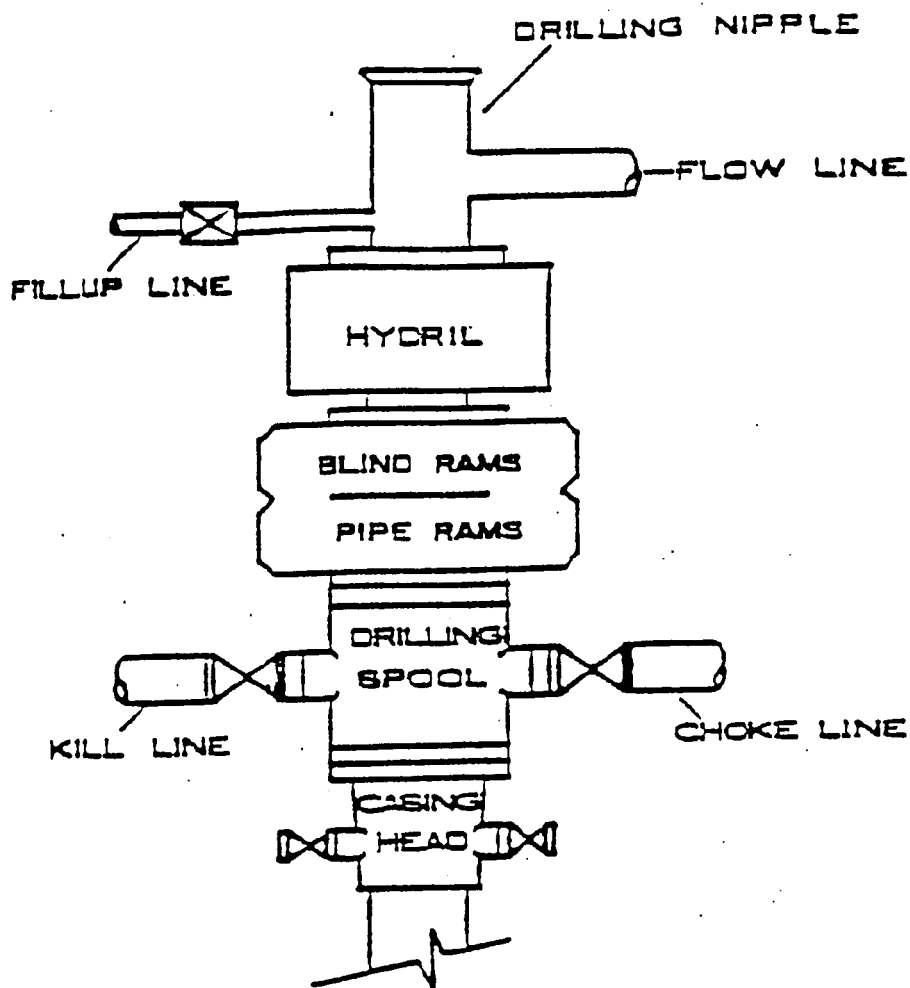 DRILLING NIPPLE
FLOW LINE
FILLUP LINE
HYDRIL
BLIND RAMS
PIPE RAMS
DRILLING
SPOOL
KILL LINE
CHOKE LINE
CASING
HEAD